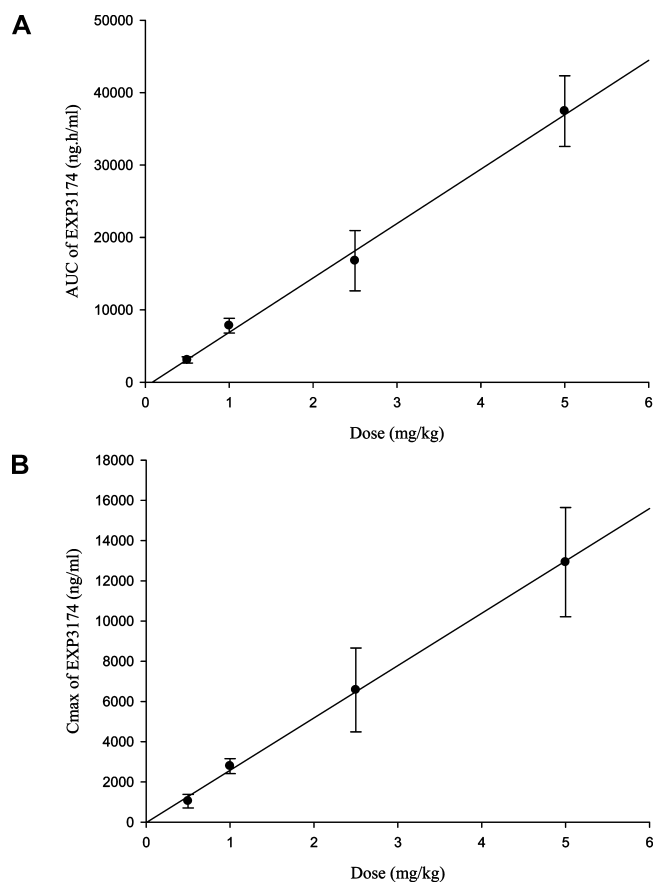 A
50000
40000
30000
20000
10000
0
AUC of EXP3174 (ng.h/ml)
0 1 2 3 4 5 6
Dose (mg/kg)
B
18000
16000
14000
12000
10000
8000
6000
4000
2000
0
Cmax of EXP3174 (ng/ml)
0 1 2 3 4 5 6
Dose (mg/kg)